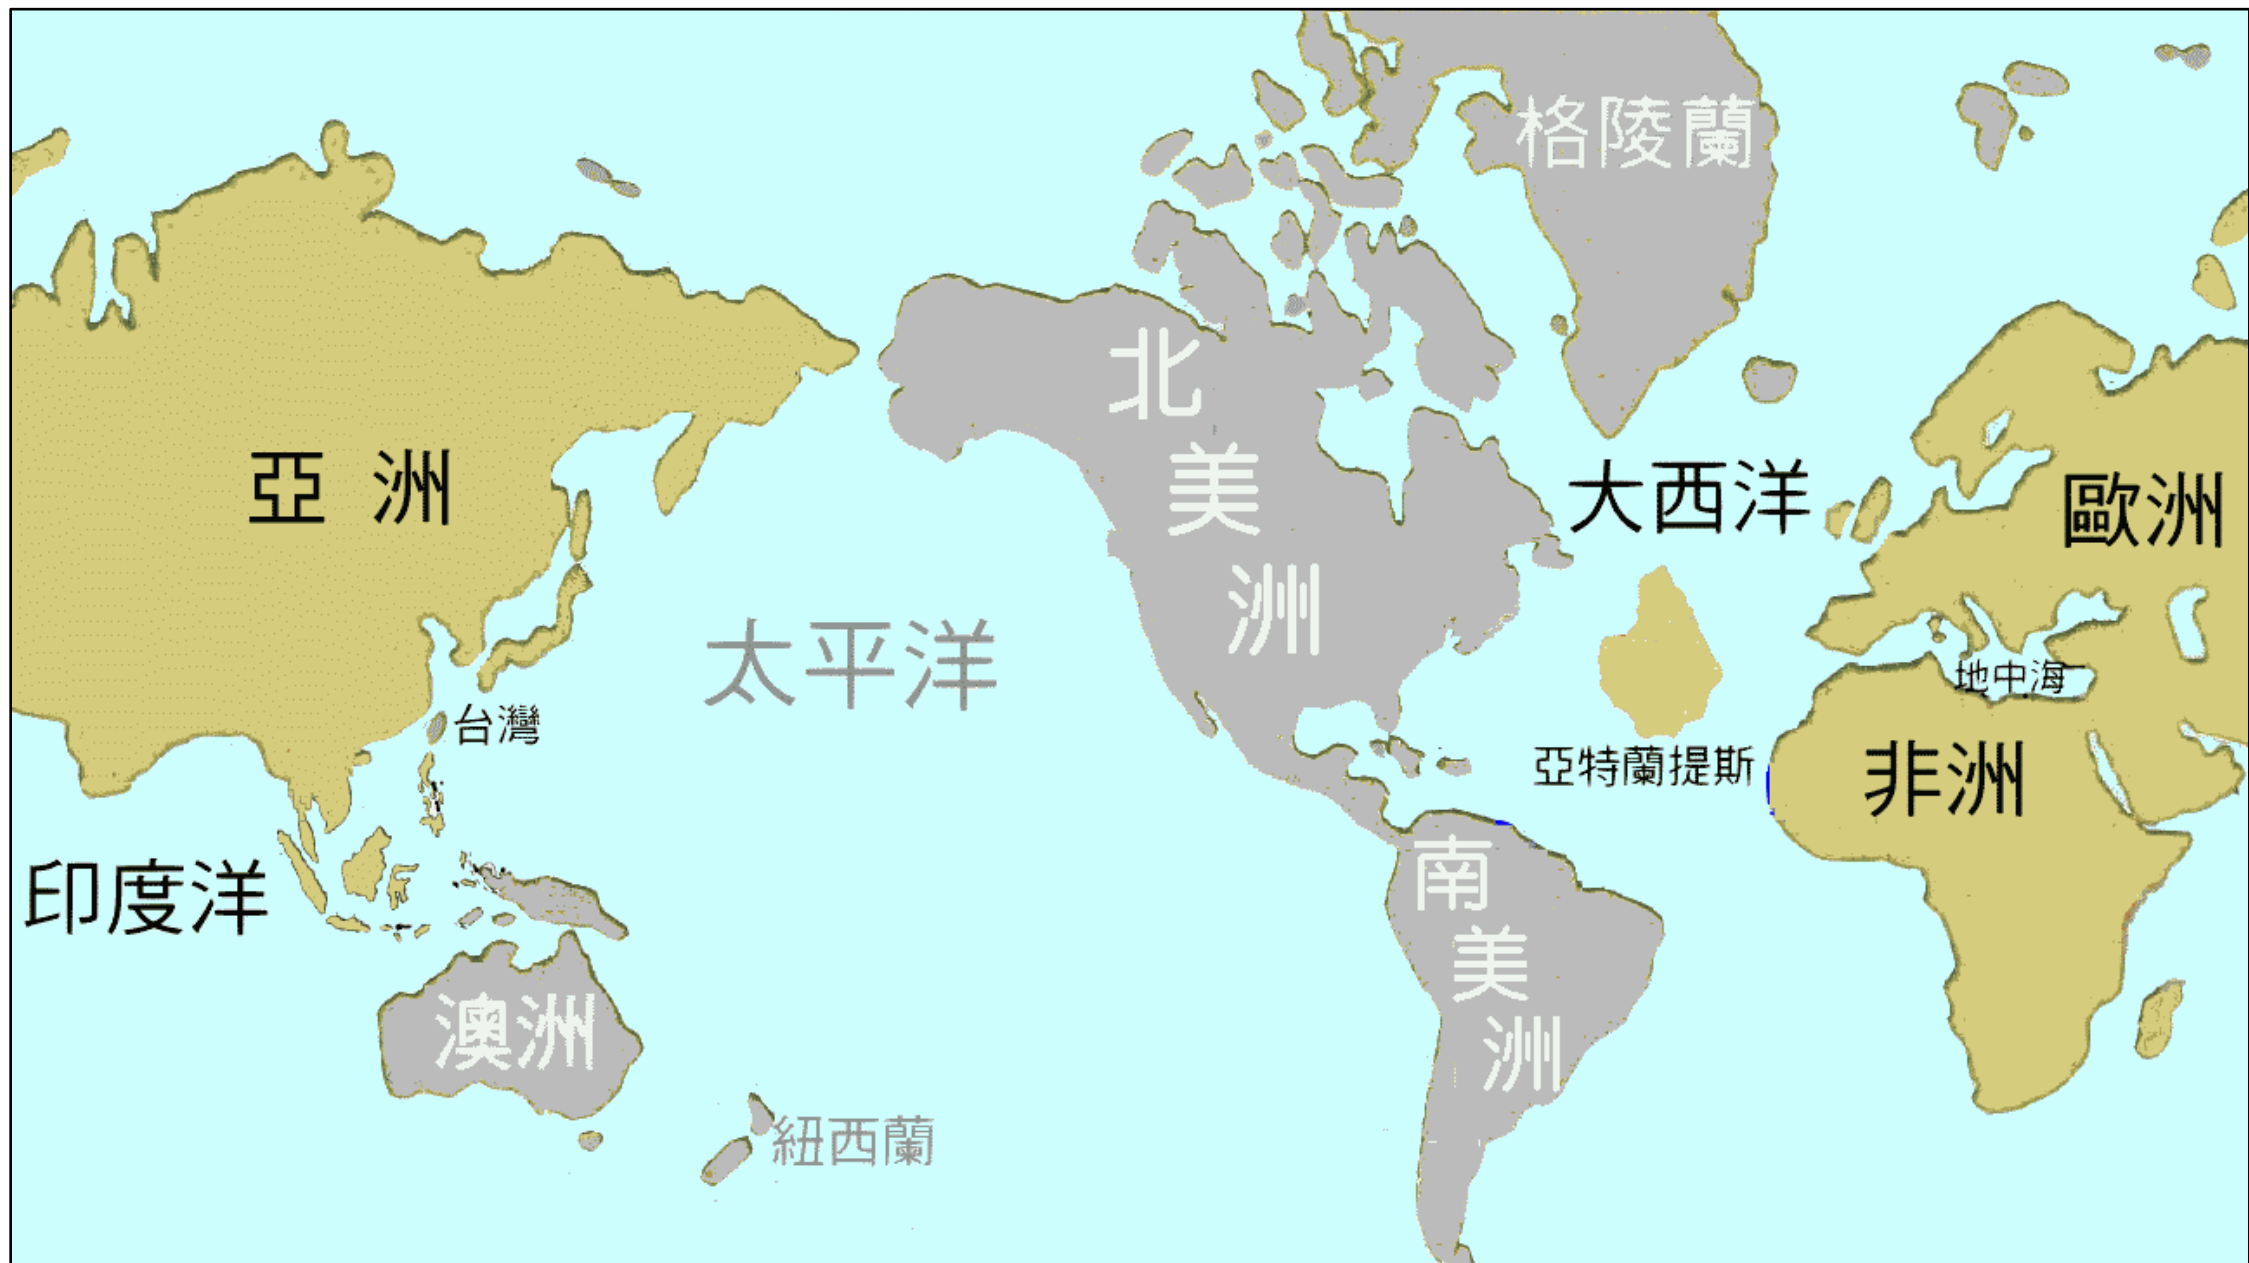 格陵蘭
北美洲
亞洲
大西洋
歐洲
太平洋
地中海
台灣
亞特蘭提斯
非洲
印度洋
南美洲
澳洲
紐西蘭